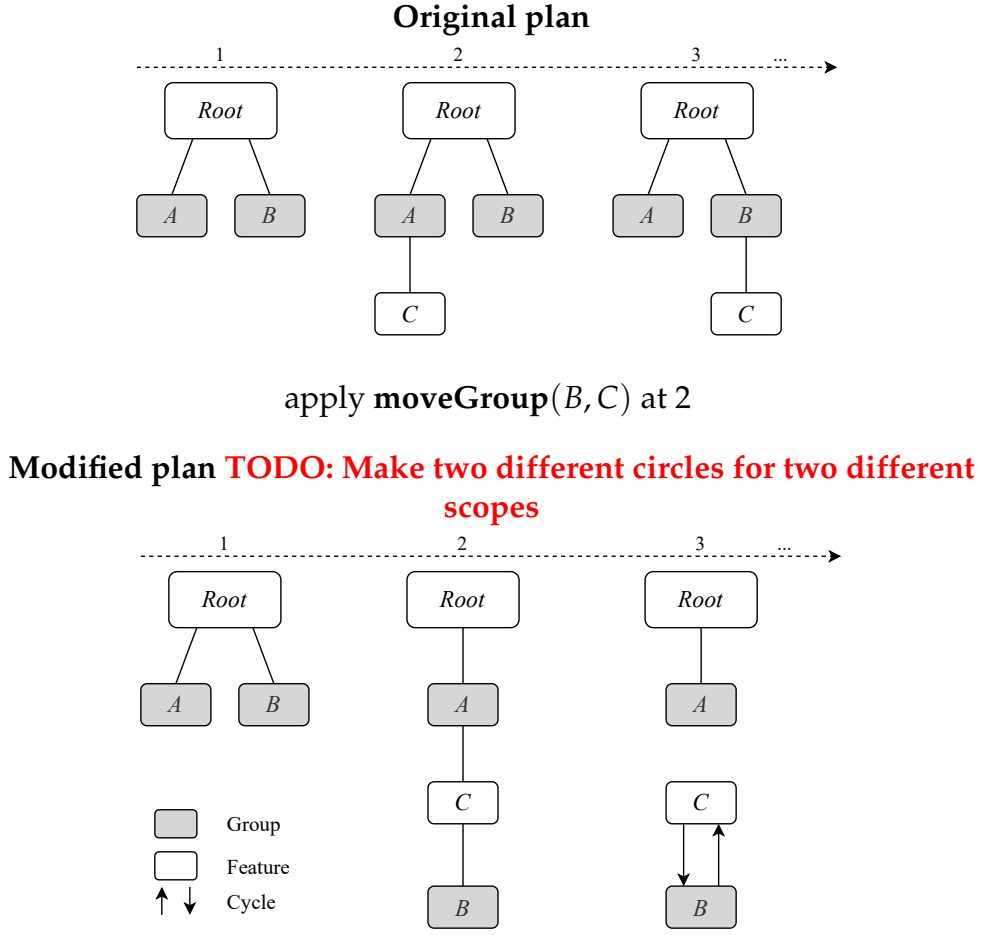 Original plan
1 2 3 ...
Root Root Root
A B A B A B
C C
apply moveGroup(B, C) at 2
Modified plan TODO: Make two different circles for two different
scopes
1 2 3 ...
Root Root Root
A B A A
C C
Group
Feature
Cycle
B B